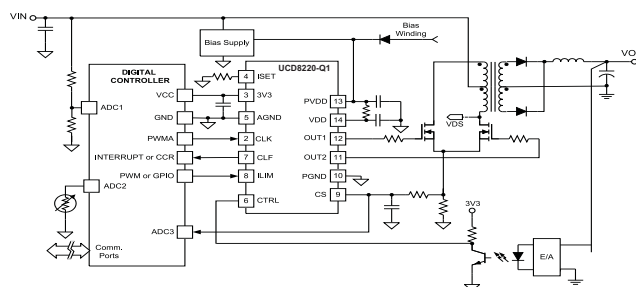 VIN
Bias Supply
Bias
Winding
VO
DIGITAL
CONTROLLER
UCD8220-Q1
4
ISET
VCC
3
3V3
PVDD
13
ADC1
GND
5
AGND
VDD
14
VDS
PWMA
2
CLK
OUT1
12
INTERRUPT or CCR
7
CLF
OUT2
11
PWM or GPIO
8
ILIM
PGND
10
ADC2
6
CTRL
CS
9
3V3
ADC3
Comm.
Ports
E/A